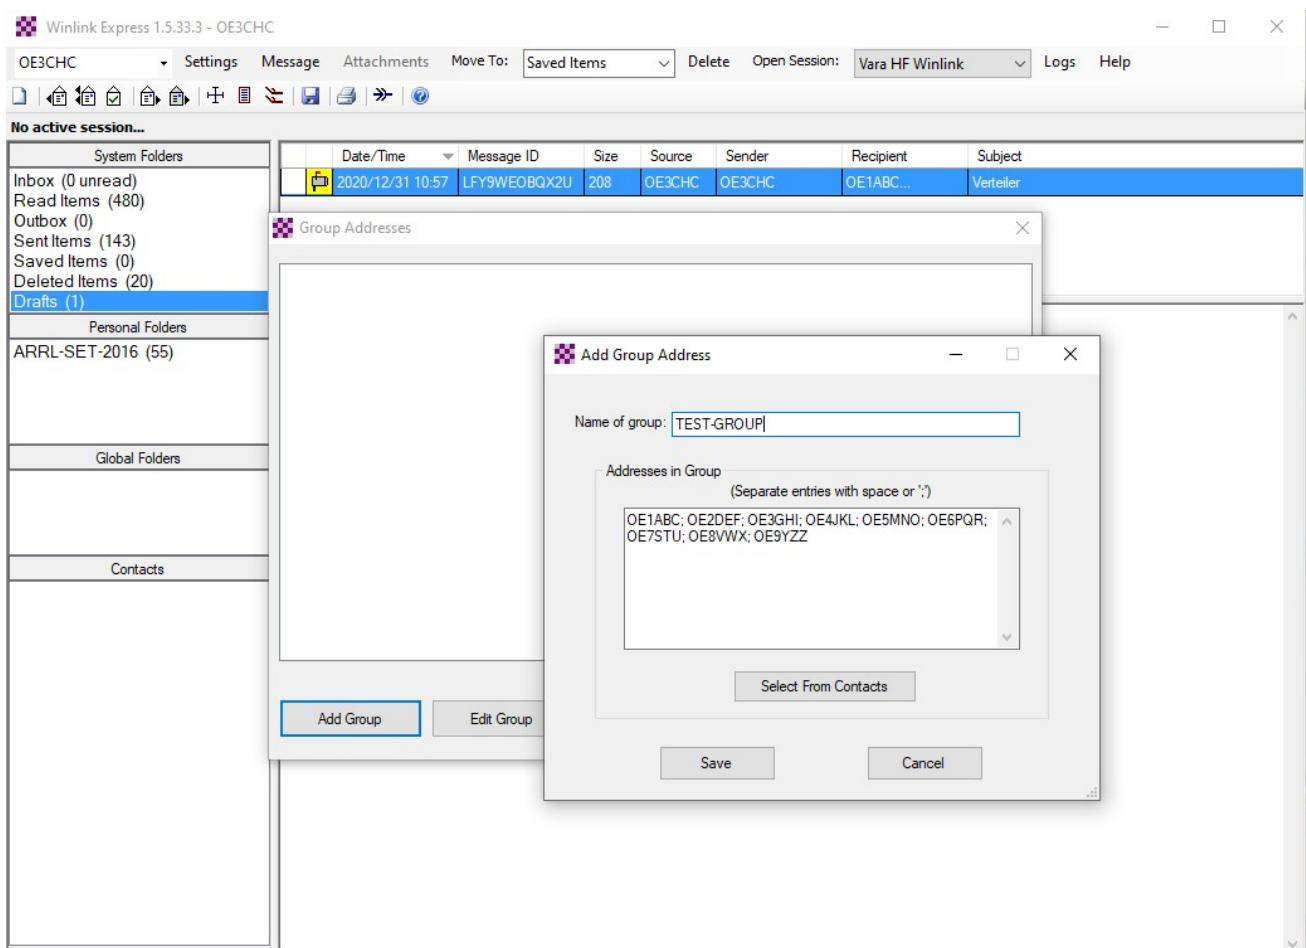 Winlink Express 1.5.33.3 - OE3CHC
OE3CHC Settings Message Attachments Move To: Saved Items Delete Open Session: Vara HF Winlink Logs Help
No active session...
System Folders
Inbox (0 unread)
Read Items (480)
Outbox (0)
Sent Items (143)
Saved Items (0)
Deleted Items (20)
Drafts (1)
Personal Folders
ARRL-SET-2016 (55)
Global Folders
Contacts
Date/Time Message ID Size Source Sender Recipient Subject
2020/12/31 10:57 LFY9WEOBQX2U 208 OE3CHC OE3CHC OE1ABC... Verteiler
Group Addresses
Add Group Edit Group
Add Group Address
Name of group: TEST-GROUP
Addresses in Group
(Separate entries with space or ';')
OE1ABC; OE2DEF; OE3GHI; OE4JKL; OE5MNO; OE6PQR;
OE7STU; OE8VWX; OE9YZZ
Select From Contacts
Save Cancel